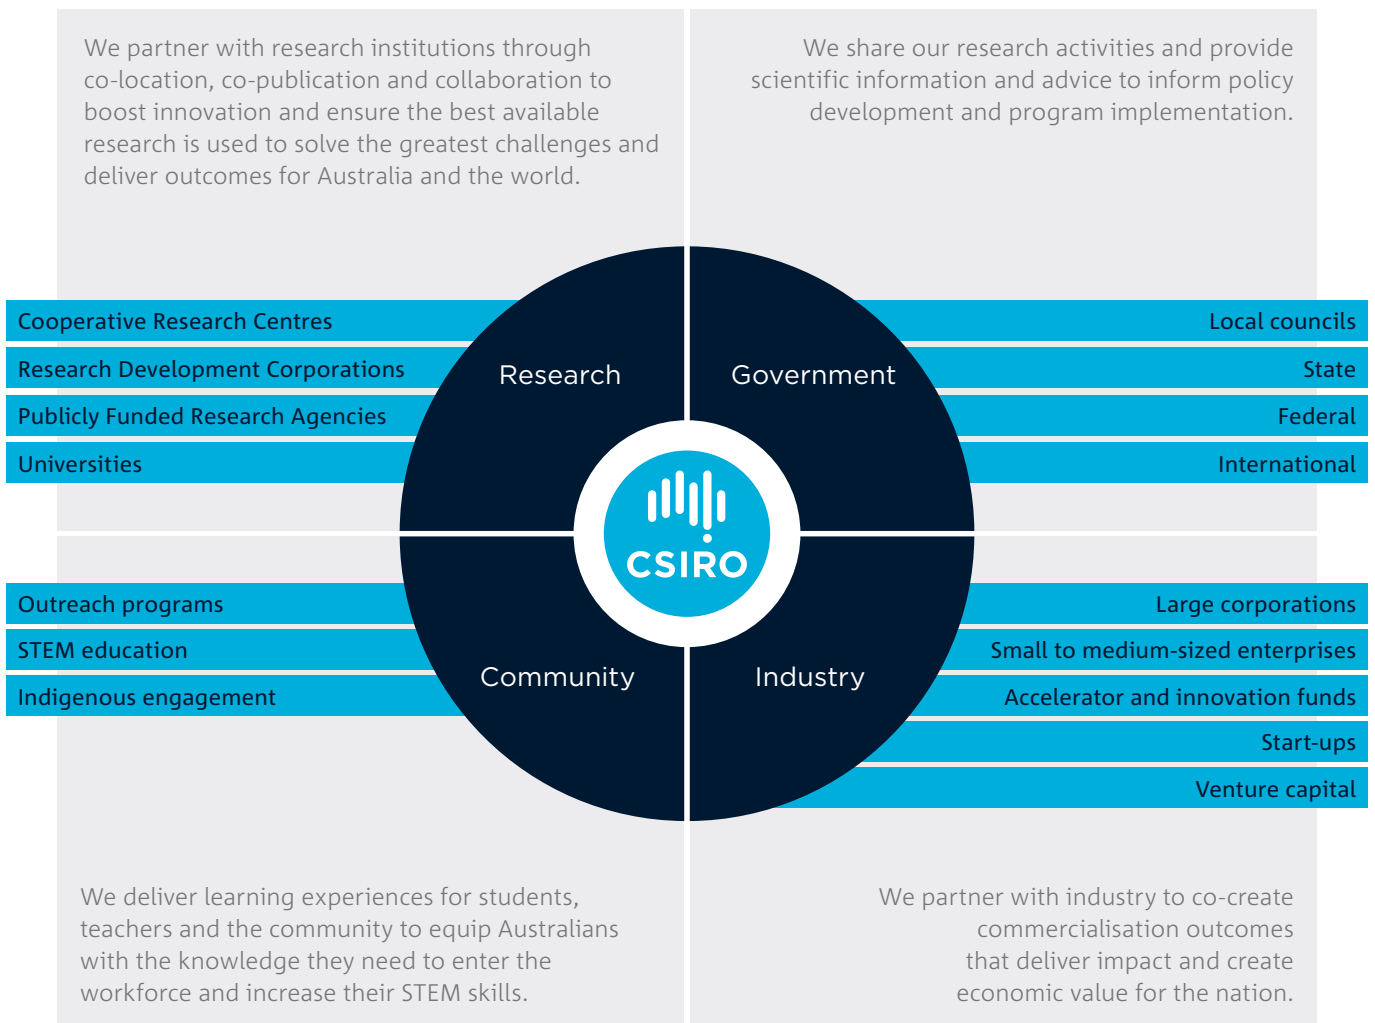 We partner with research institutions through
co-location, co-publication and collaboration to
boost innovation and ensure the best available
research is used to solve the greatest challenges and
deliver outcomes for Australia and the world.
We share our research activities and provide
scientific information and advice to inform policy
development and program implementation.
Cooperative Research Centres
Research Development Corporations
Publicly Funded Research Agencies
Universities
Research
Government
Local councils
State
Federal
International
CSIRO
Outreach programs
STEM education
Indigenous engagement
Community
Industry
Large corporations
Small to medium-sized enterprises
Accelerator and innovation funds
Start-ups
Venture capital
We deliver learning experiences for students,
teachers and the community to equip Australians
with the knowledge they need to enter the
workforce and increase their STEM skills.
We partner with industry to co-create
commercialisation outcomes
that deliver impact and create
economic value for the nation.